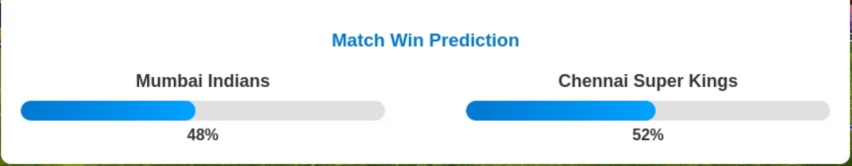 Match Win Prediction
Mumbai Indians
48%
Chennai Super Kings
52%